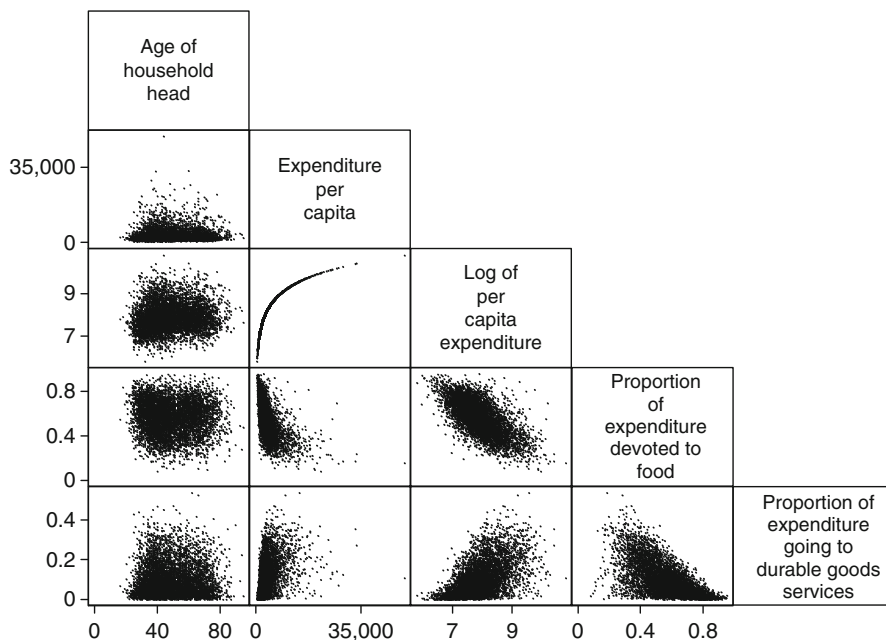 Age of
household
head
35,000
0
Expenditure
per
capita
9
7
Log of
per
capita
expenditure
0.8
0.4
0
Proportion
of
expenditure
devoted to
food
0.4
0.2
0
Proportion of
expenditure
going to
durable goods
services
0 40 80 0 35,000 7 9 0 0.4 0.8